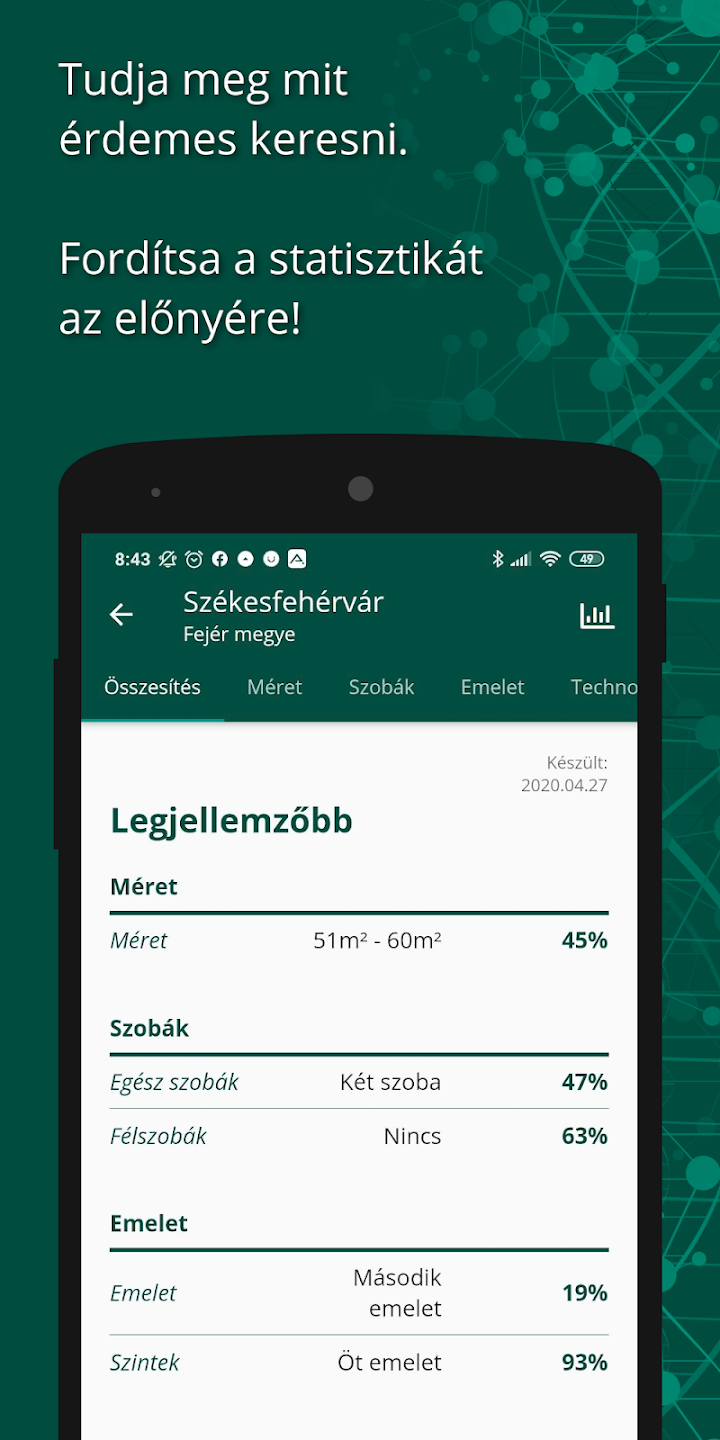 Tudja meg mit
érdemes keresni.
Fordítsa a statisztikát
az előnyére!
8:43
49
Székesfehérvár
Fejér megye
Összesítés Méret Szobák Emelet Techno
Készült:
2020.04.27
Legjellemzőbb
Méret
Méret 51m² - 60m² 45%
Szobák
Egész szobák Két szoba 47%
Félszobák Nincs 63%
Emelet
Emelet Második emelet 19%
Szintek Öt emelet 93%